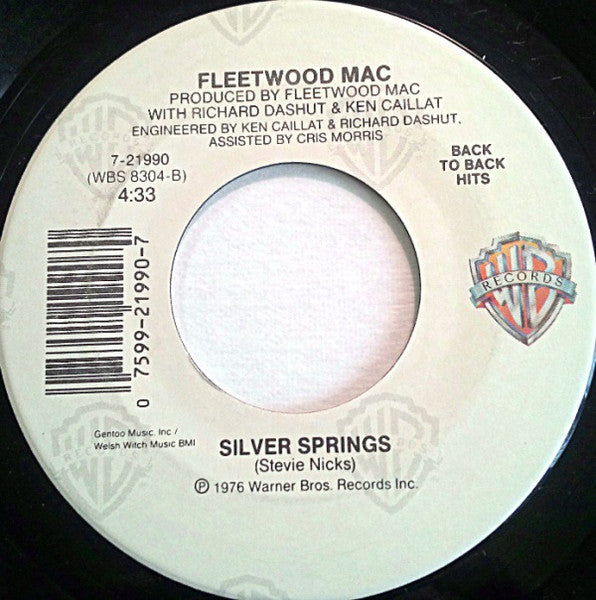 FLEETWOOD MAC
PRODUCED BY FLEETWOOD MAC
WITH RICHARD DASHUT & KEN CAILLAT
ENGINEERED BY KEN CAILLAT & RICHARD DASHUT,
ASSISTED BY CRIS MORRIS
7-21990
(WBS 8304-B)
4:33
BACK
TO BACK
HITS
WB
RECORDS
0 7599-21990-7
Gentoo Music, Inc /
Welsh Witch Music BMI
SILVER SPRINGS
(Stevie Nicks)
℗ 1976 Warner Bros. Records Inc.